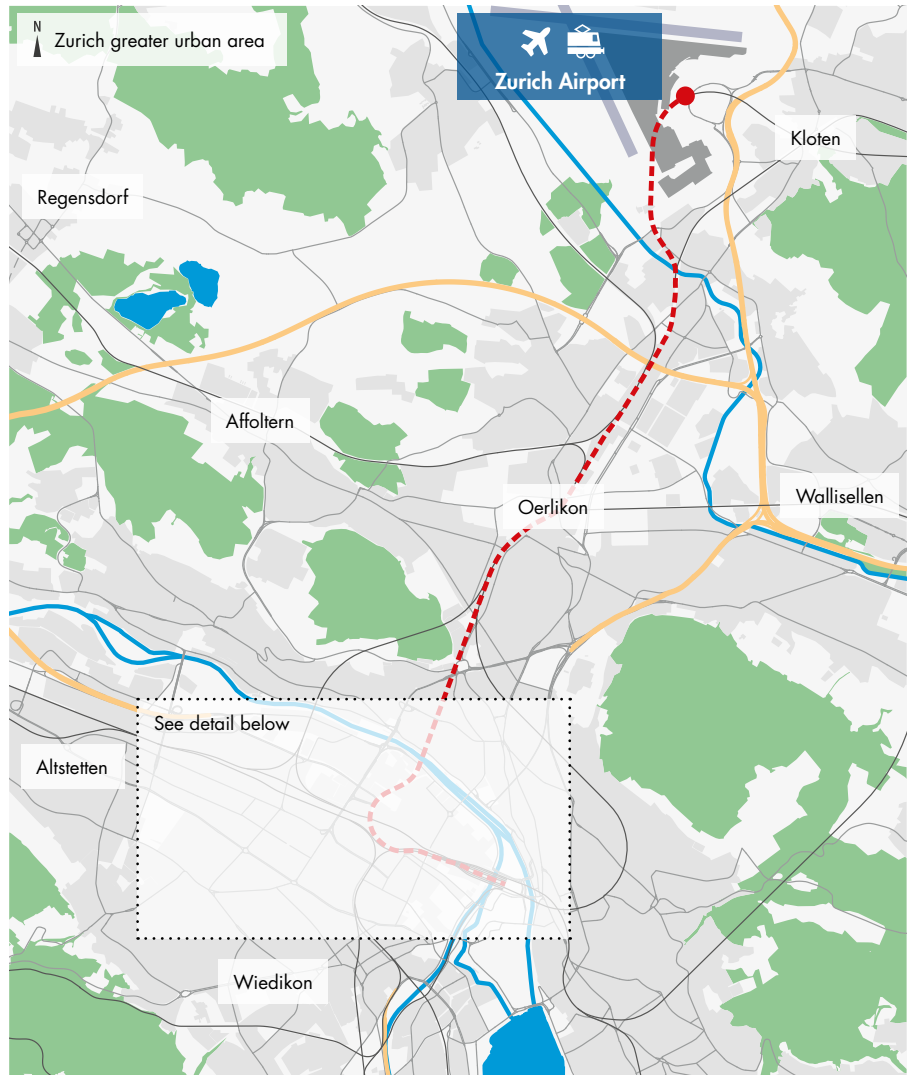 N
Zurich greater urban area
Zurich Airport
Kloten
Regensdorf
Affoltern
Oerlikon
Wallisellen
See detail below
Altstetten
Wiedikon